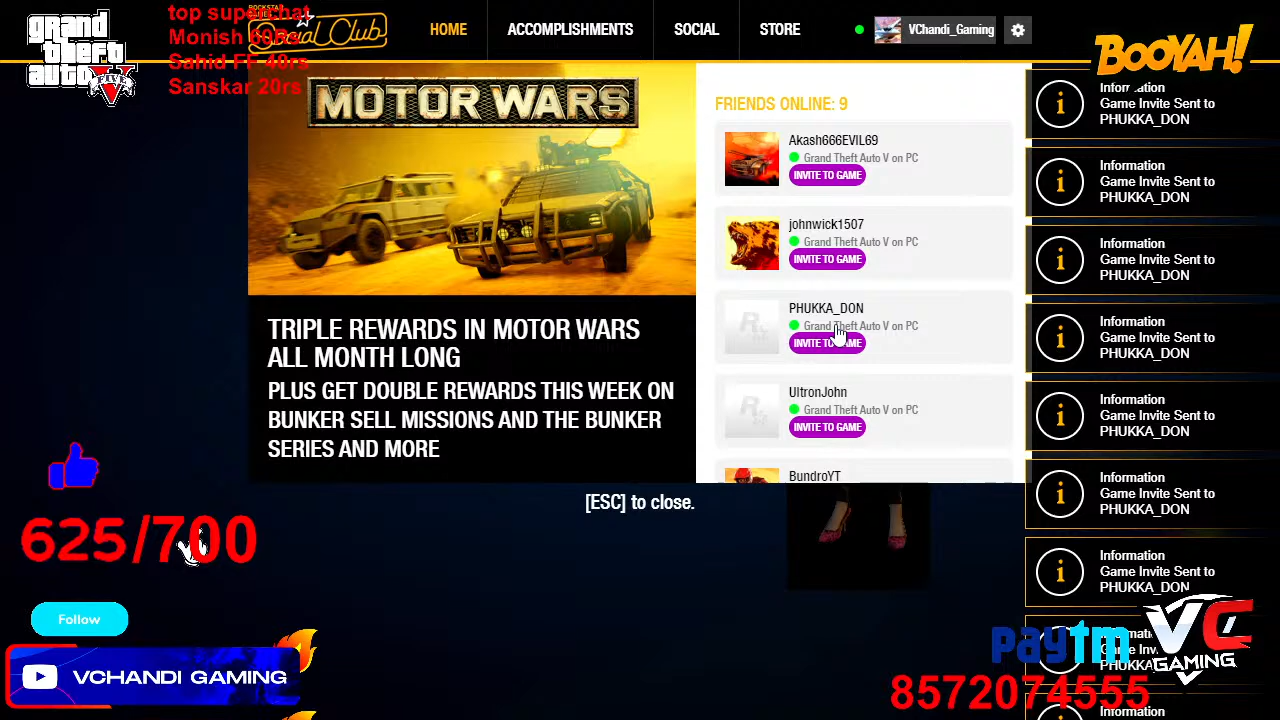 grand
theft
auto
FIVE
top superchat
Monish 60Rs
Sahid FF 40rs
Sanskar 20rs
ROCKSTAR
Social Club
HOME
ACCOMPLISHMENTS
SOCIAL
STORE
VChandi_Gaming
BOOYAH!
MOTOR WARS
TRIPLE REWARDS IN MOTOR WARS
ALL MONTH LONG
PLUS GET DOUBLE REWARDS THIS WEEK ON
BUNKER SELL MISSIONS AND THE BUNKER
SERIES AND MORE
FRIENDS ONLINE: 9
Akash666EVIL69
Grand Theft Auto V on PC
INVITE TO GAME
johnwick1507
Grand Theft Auto V on PC
INVITE TO GAME
PHUKKA_DON
Grand Theft Auto V on PC
INVITE TO GAME
UltronJohn
Grand Theft Auto V on PC
INVITE TO GAME
BundroYT
[ESC] to close.
Information
Game Invite Sent to
PHUKKA_DON
Information
Game Invite Sent to
PHUKKA_DON
Information
Game Invite Sent to
PHUKKA_DON
Information
Game Invite Sent to
PHUKKA_DON
Information
Game Invite Sent to
PHUKKA_DON
Information
Game Invite Sent to
PHUKKA_DON
Information
Game Invite Sent to
PHUKKA_DON
Game
Information
625/700
Follow
VCHANDI GAMING
paytm
8572074555
VC
GAMING